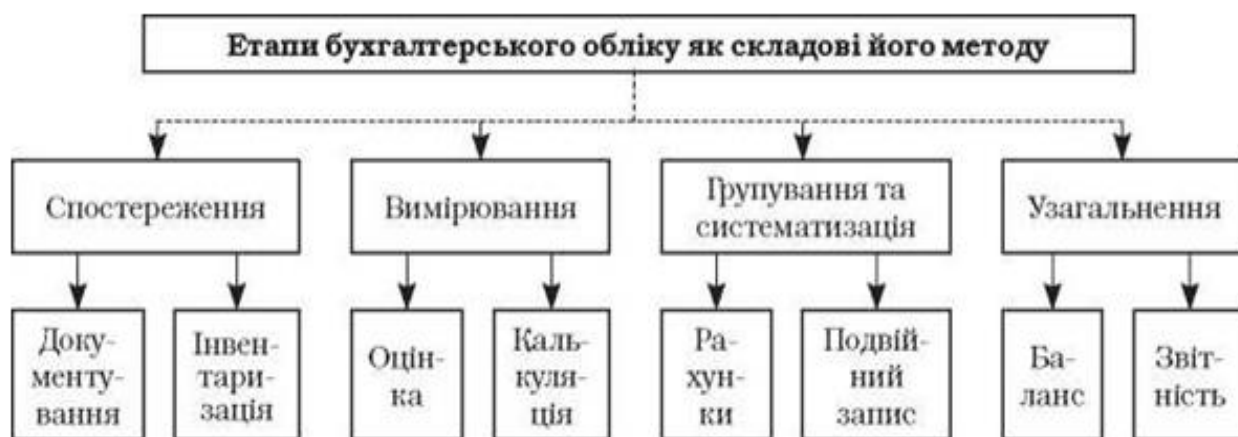 Етапи бухгалтерського обліку як складові його методу
Спостереження
Вимірювання
Групування та
систематизація
Узагальнення
Доку-
менту-
вання
Інвен-
тари-
зація
Оцін-
ка
Каль-
куля-
ція
Ра-
хун-
ки
Подвій-
ний
запис
Ба-
ланс
Звіт-
ність